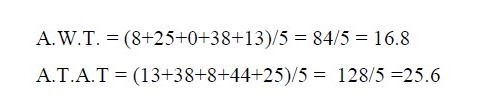 A.W.T. = (8+25+0+38+13)/5 = 84/5 = 16.8
A.T.A.T = (13+38+8+44+25)/5 = 128/5 =25.6